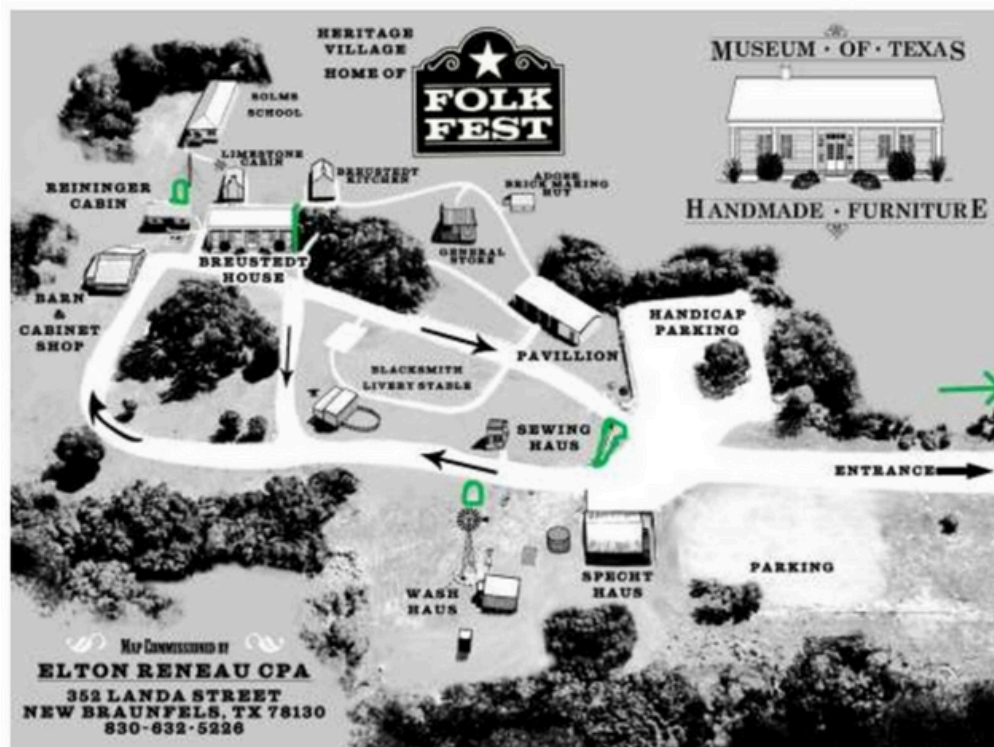 HERITAGE
VILLAGE
HOME OF
FOLK
FEST
MUSEUM · OF · TEXAS
HANDMADE · FURNITURE
SOLMS
SCHOOL
LIMESTONE
CABIN
BREUSTEDT
KITCHEN
REININGER
CABIN
ADOBE
BRICK MAKING
HUT
GENERAL
STORE
BREUSTEDT
HOUSE
BARN
&
CABINET
SHOP
HANDICAP
PARKING
PAVILLION
BLACKSMITH
LIVERY STABLE
SEWING
HAUS
ENTRANCE
PARKING
SPECHT
HAUS
WASH
HAUS
MAP COMMISSIONED BY
ELTON RENEAU CPA
352 LANDA STREET
NEW BRAUNFELS, TX 78130
830-632-5226